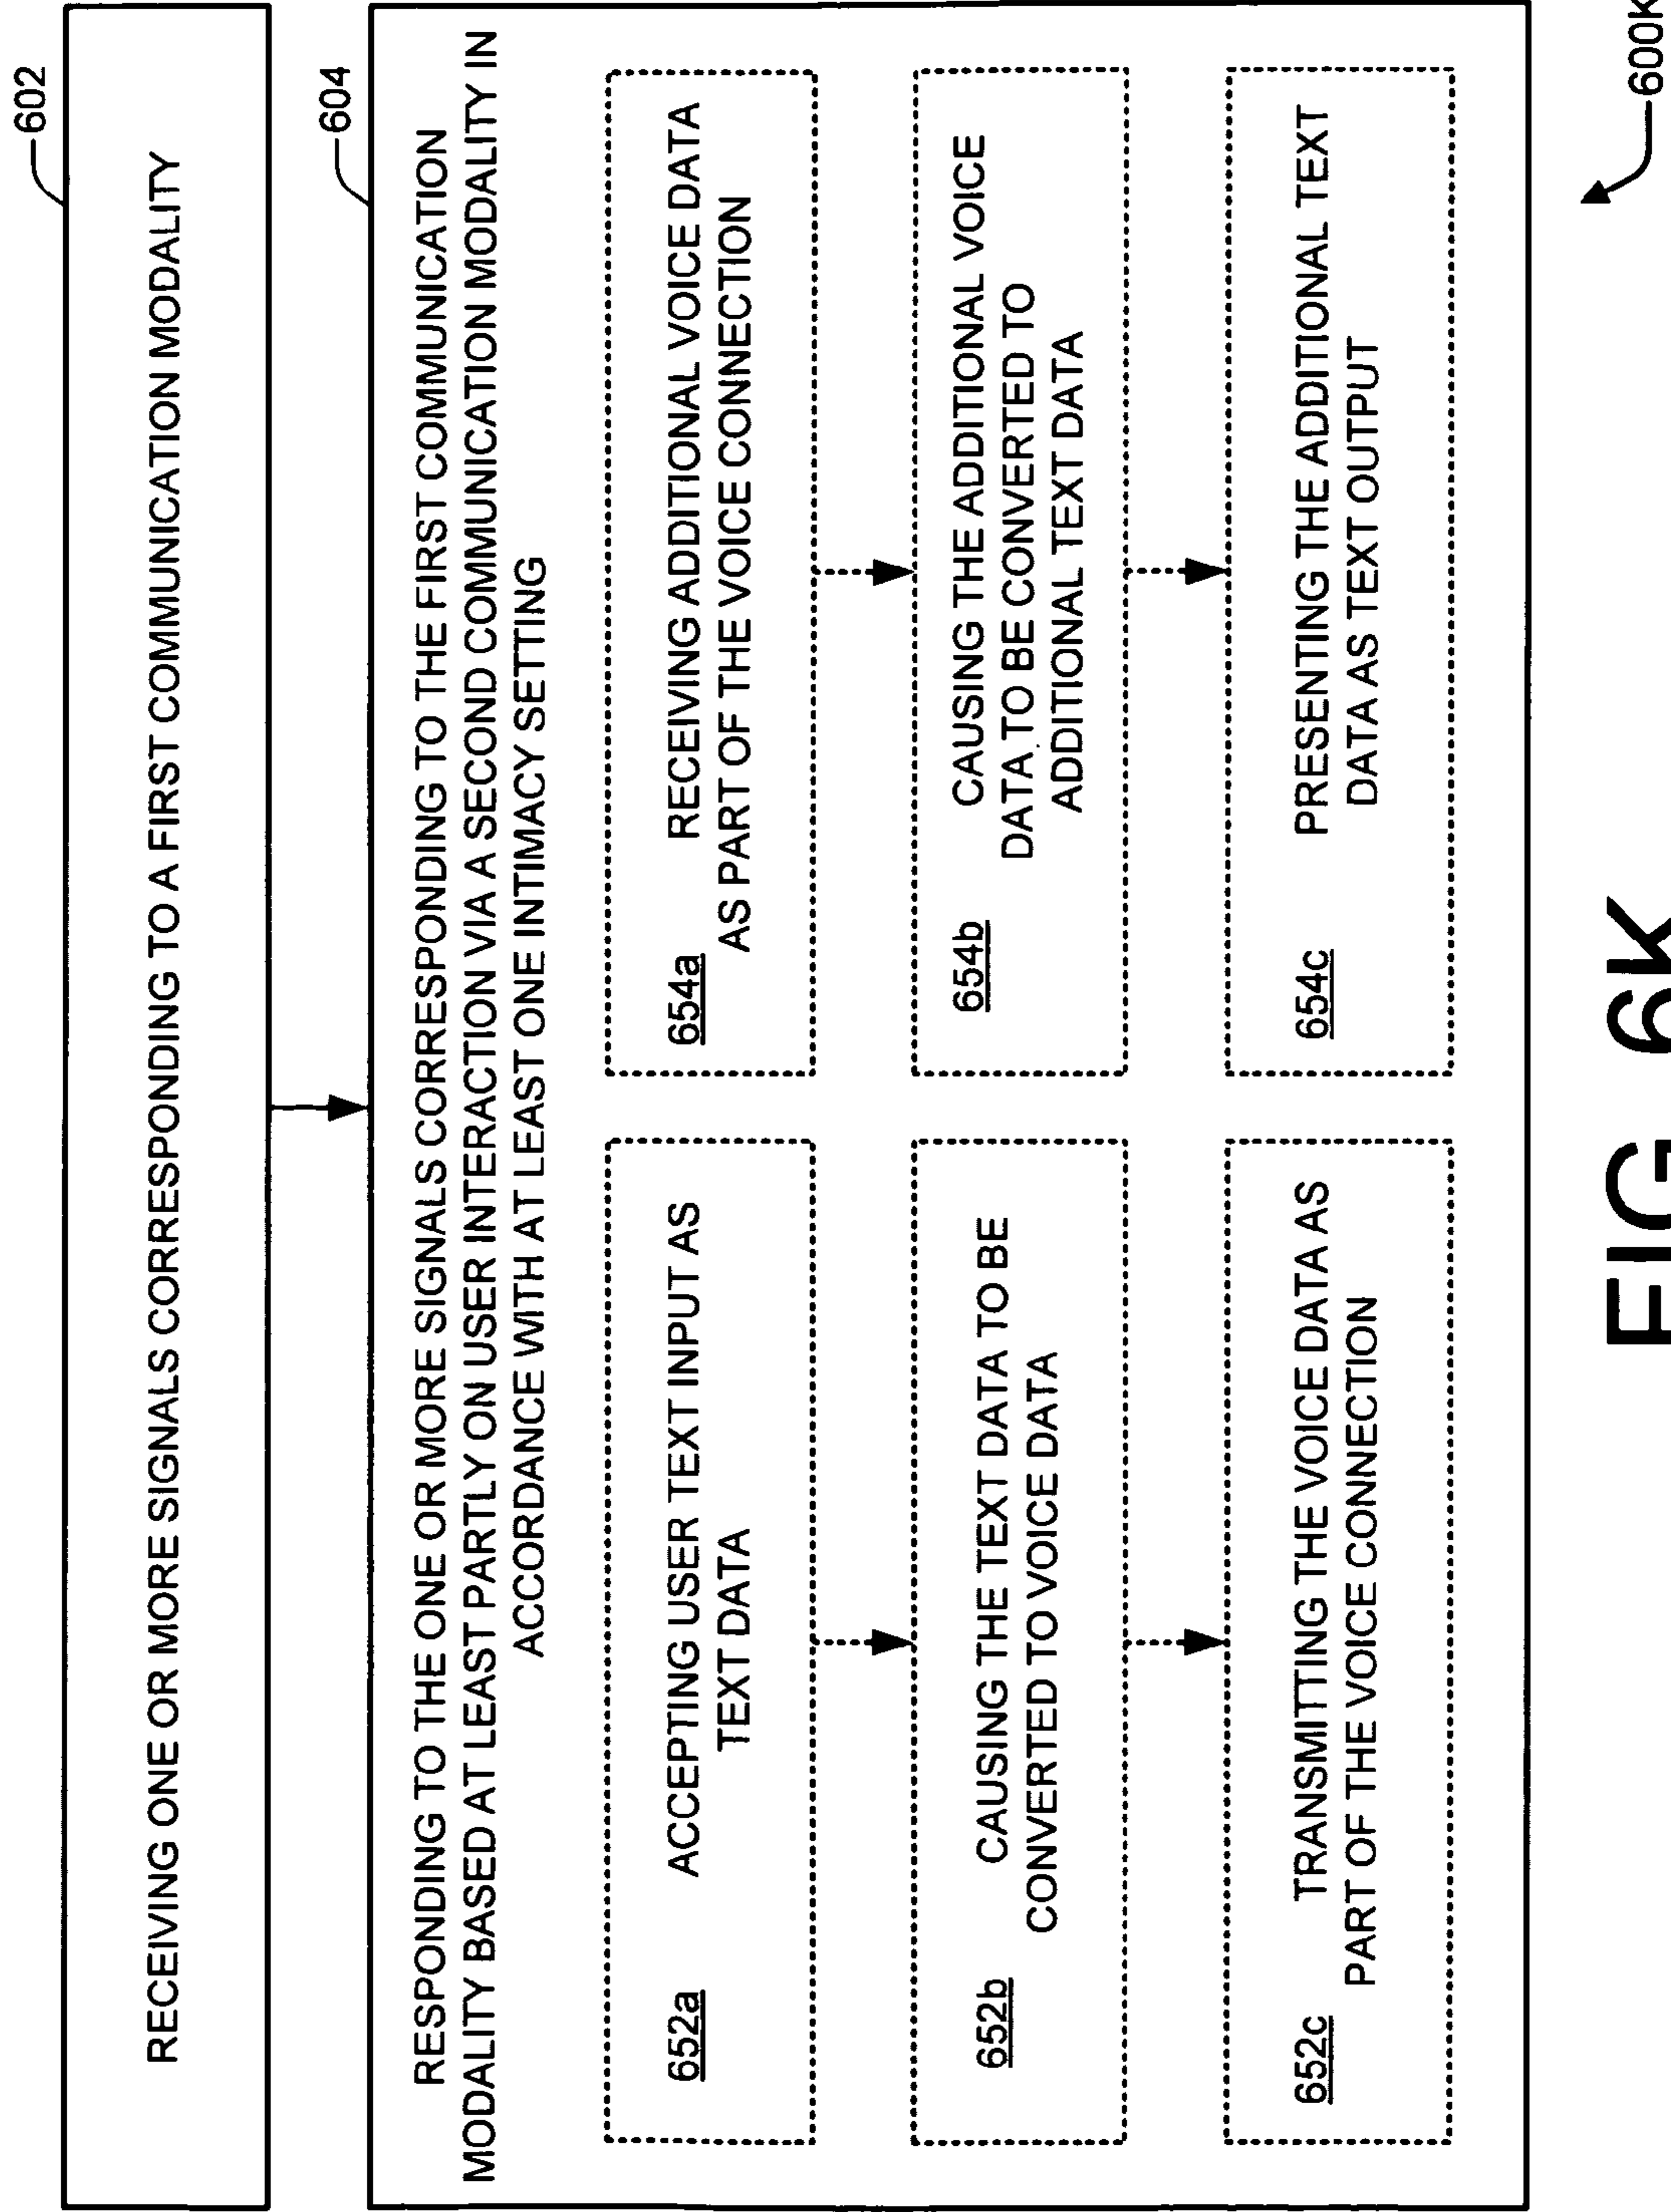 602
RECEIVING ONE OR MORE SIGNALS CORRESPONDING TO A FIRST COMMUNICATION MODALITY
604
RESPONDING TO THE ONE OR MORE SIGNALS CORRESPONDING TO THE FIRST COMMUNICATION
MODALITY BASED AT LEAST PARTLY ON USER INTERACTION VIA A SECOND COMMUNICATION MODALITY IN
ACCORDANCE WITH AT LEAST ONE INTIMACY SETTING
652a ACCEPTING USER TEXT INPUT AS
TEXT DATA
652b CAUSING THE TEXT DATA TO BE
CONVERTED TO VOICE DATA
652c TRANSMITTING THE VOICE DATA AS
PART OF THE VOICE CONNECTION
654a RECEIVING ADDITIONAL VOICE DATA
AS PART OF THE VOICE CONNECTION
654b CAUSING THE ADDITIONAL VOICE
DATA TO BE CONVERTED TO
ADDITIONAL TEXT DATA
654c PRESENTING THE ADDITIONAL TEXT
DATA AS TEXT OUTPUT
600K
FIG. 6K